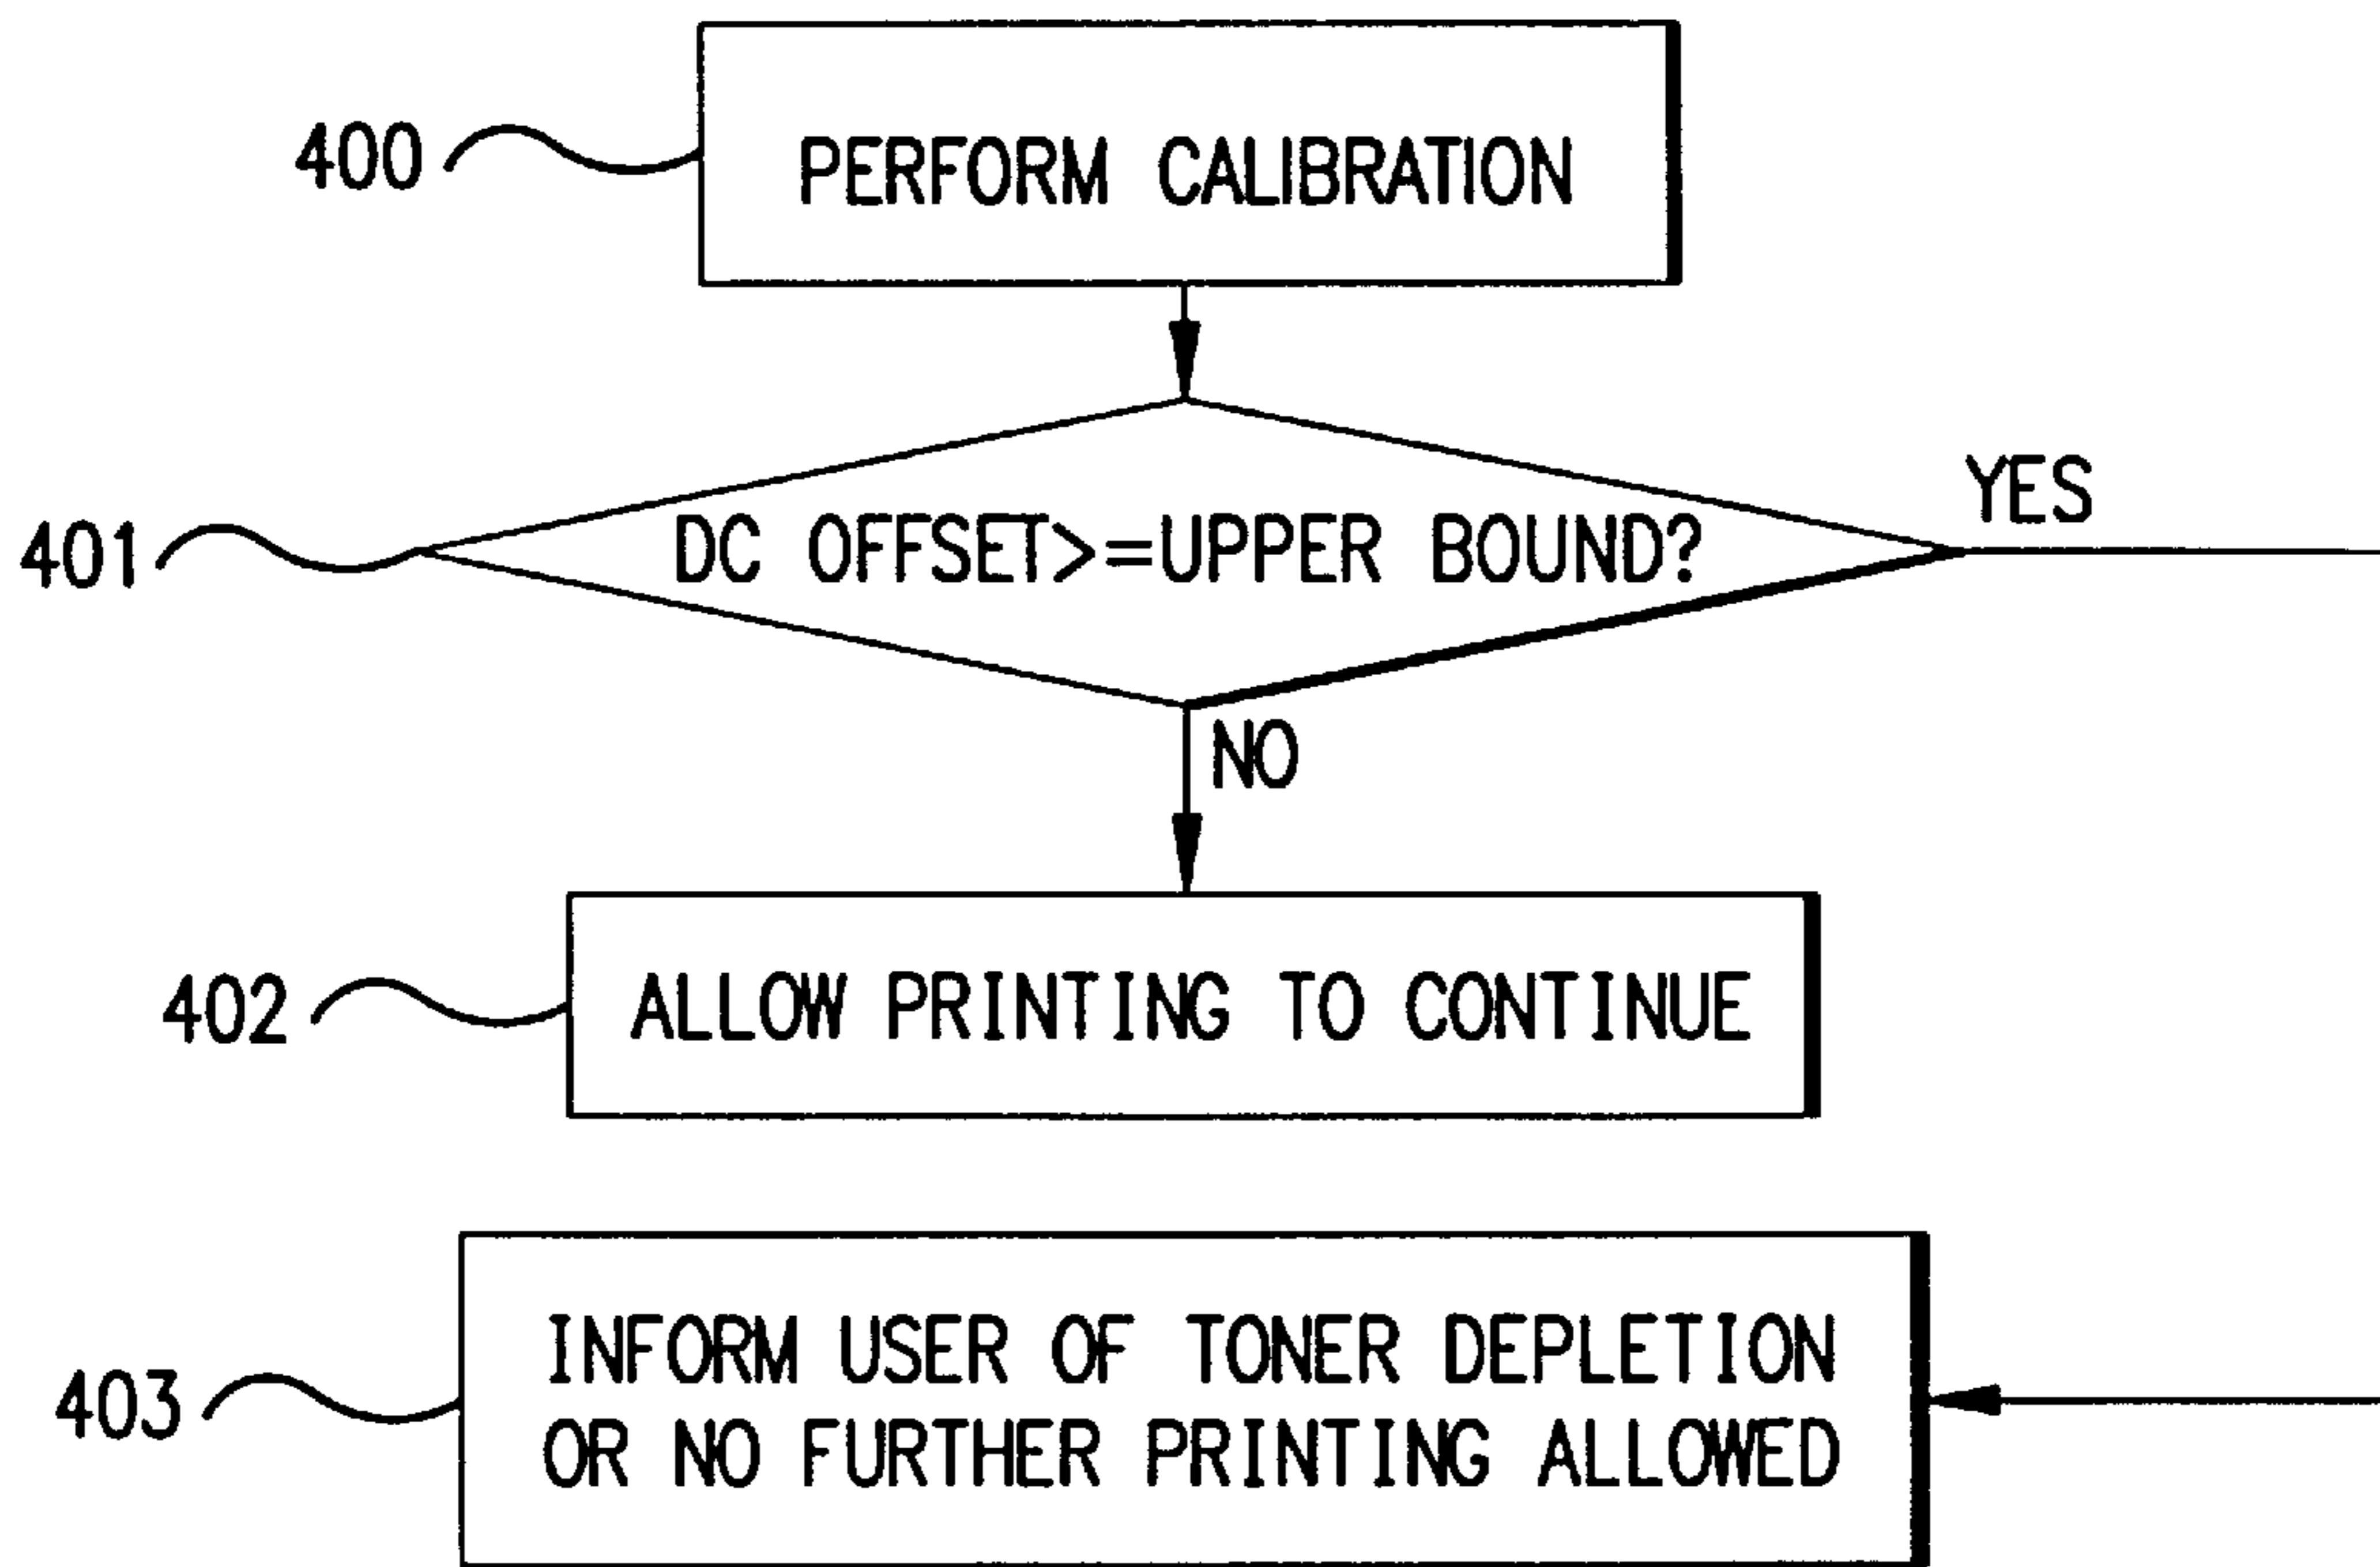 400
PERFORM CALIBRATION
401
DC OFFSET>=UPPER BOUND?
YES
NO
402
ALLOW PRINTING TO CONTINUE
403
INFORM USER OF TONER DEPLETION
OR NO FURTHER PRINTING ALLOWED